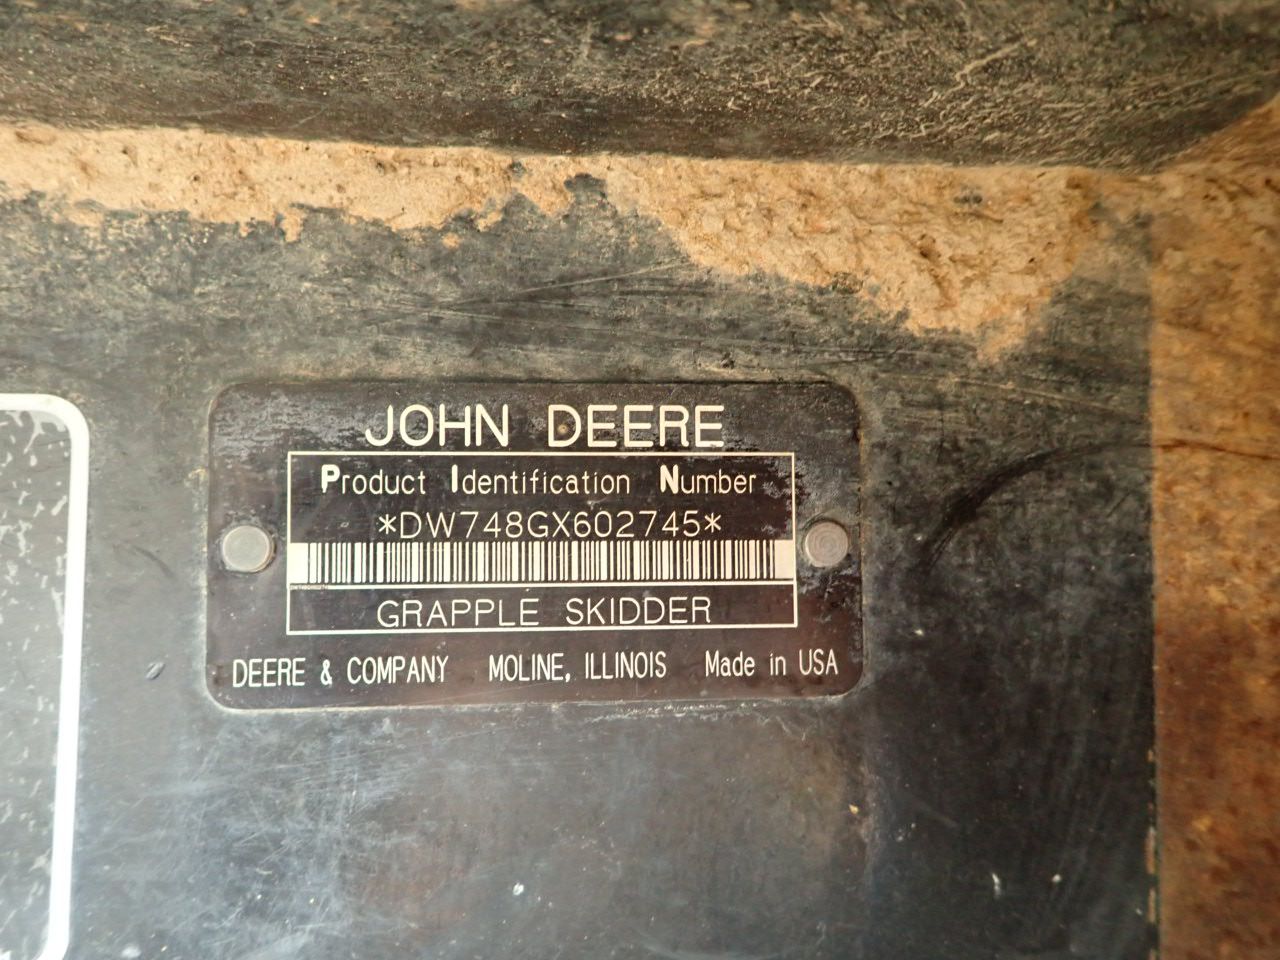 JOHN DEERE
Product Identification Number
*DW748GX602745*
GRAPPLE SKIDDER
DEERE & COMPANY MOLINE, ILLINOIS Made in USA